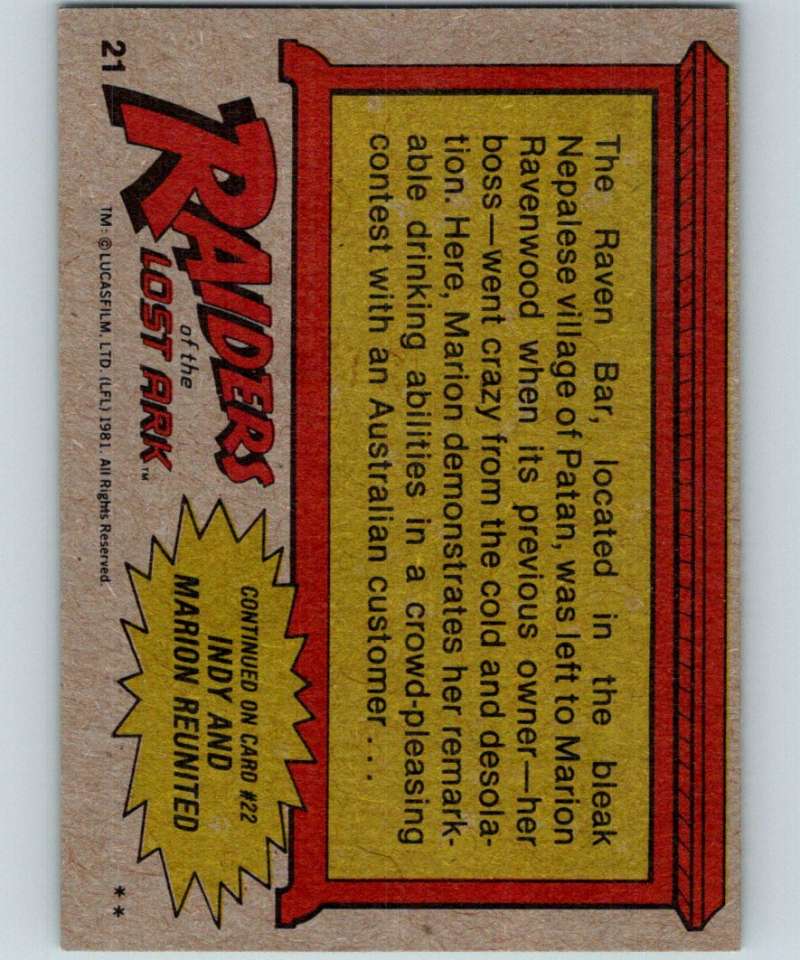 The Raven Bar, located in the bleak
Nepalese village of Patan, was left to Marion
Ravenwood when its previous owner—her
boss—went crazy from the cold and desola-
tion. Here, Marion demonstrates her remark-
able drinking abilities in a crowd-pleasing
contest with an Australian customer . . .
RAIDERS
of the
LOST ARK™
CONTINUED ON CARD #22
INDY AND
MARION REUNITED
21
TM: © LUCASFILM, LTD. (LFL) 1981. All Rights Reserved.
**